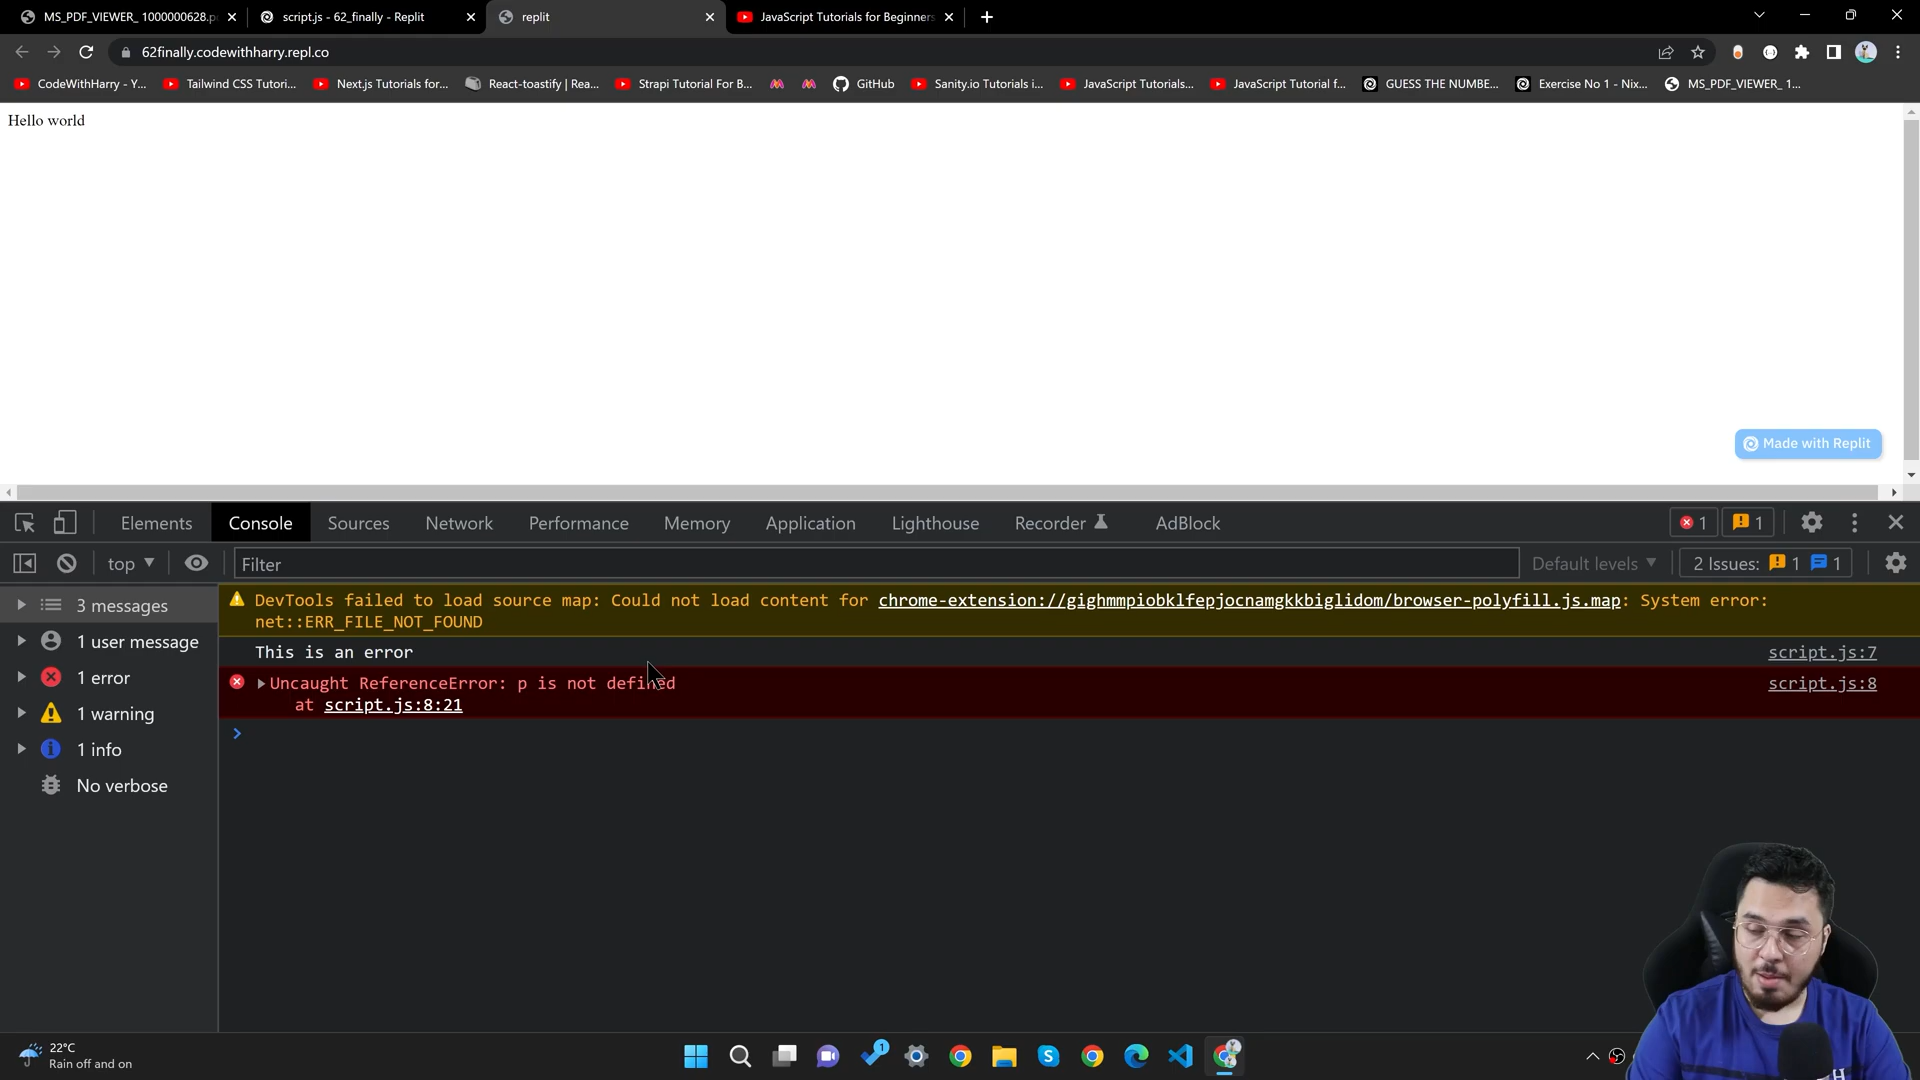 MS_PDF_VIEWER_ 1000000628.p
script.js - 62_finally - Replit
replit
JavaScript Tutorials for Beginners
62finally.codewithharry.repl.co
CodeWithHarry - Y...
Tailwind CSS Tutori...
Next.js Tutorials for...
React-toastify | Rea...
Strapi Tutorial For B...
GitHub
Sanity.io Tutorials i...
JavaScript Tutorials...
JavaScript Tutorial f...
GUESS THE NUMBE...
Exercise No 1 - Nix...
MS_PDF_VIEWER_ 1...
Hello world
Made with Replit
Elements
Console
Sources
Network
Performance
Memory
Application
Lighthouse
Recorder
AdBlock
1
1
top
Filter
Default levels
2 Issues: 1 1
3 messages
1 user message
1 error
1 warning
1 info
No verbose
DevTools failed to load source map: Could not load content for chrome-extension://gighmmpiobklfepjocnamgkkbiglidom/browser-polyfill.js.map: System error:
net::ERR_FILE_NOT_FOUND
This is an error script.js:7
Uncaught ReferenceError: p is not defined script.js:8
at script.js:8:21
22°C
Rain off and on
1
H